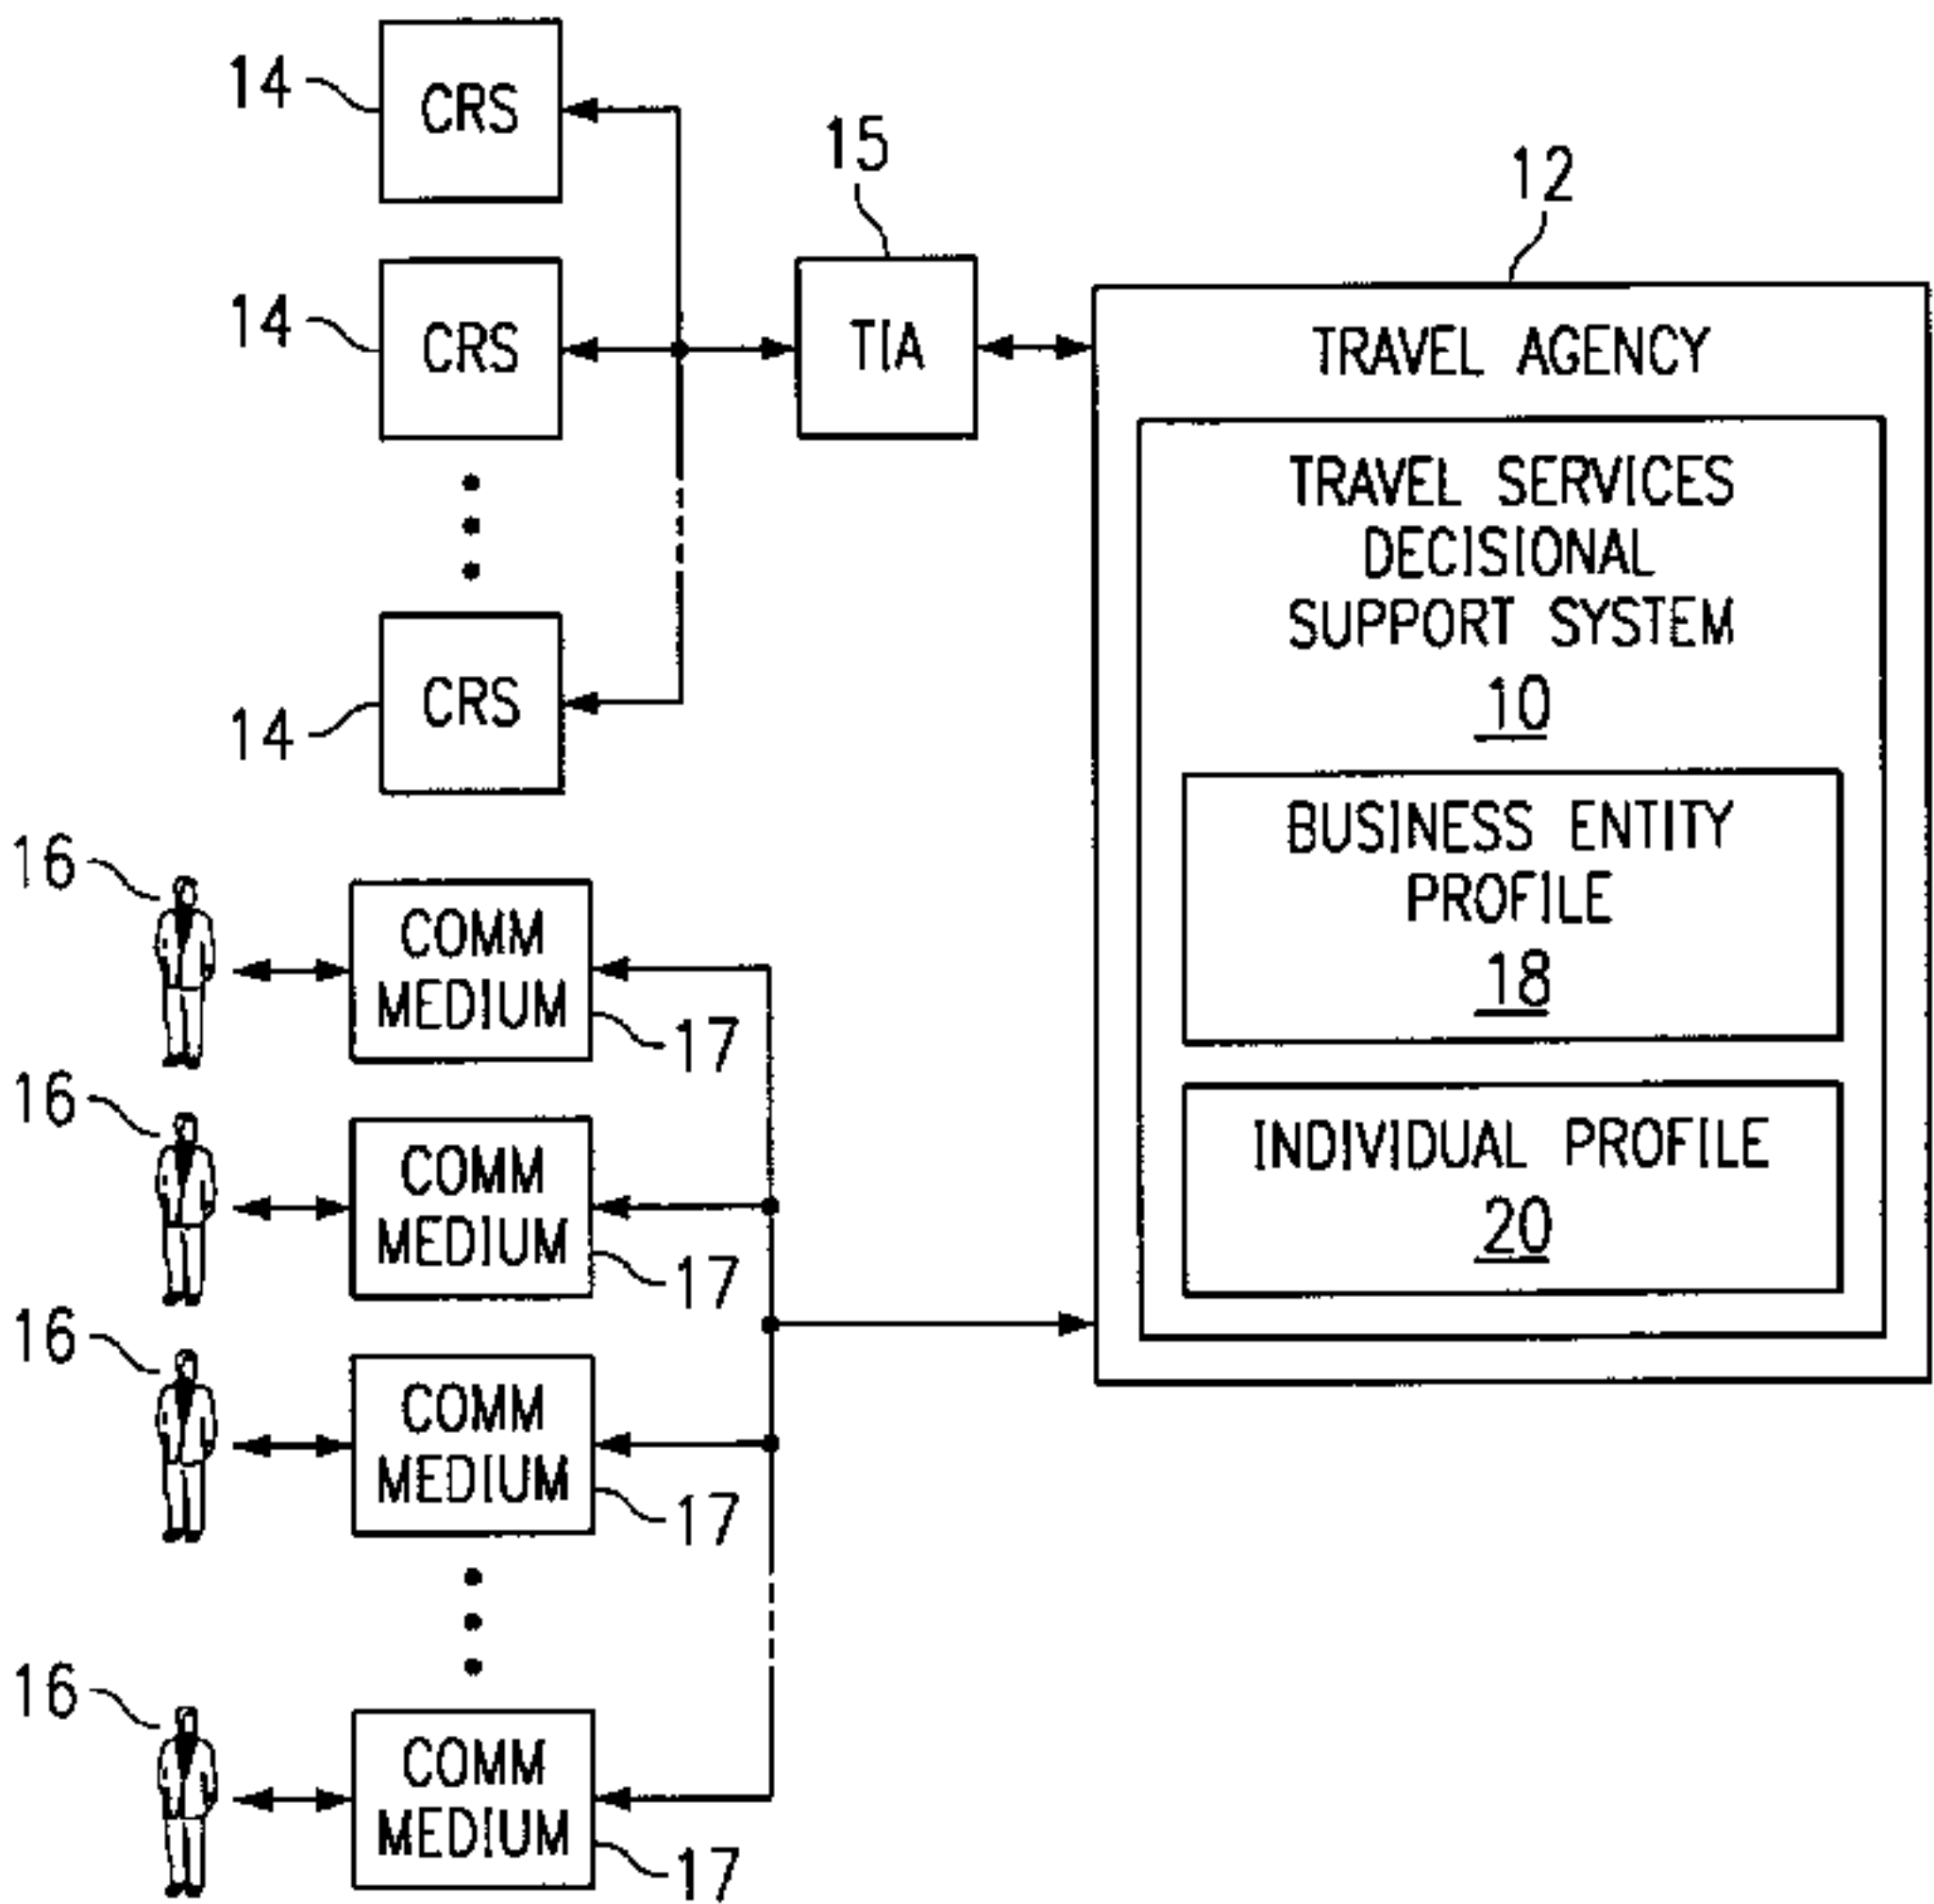 14
CRS
15
12
14
CRS
TIA
TRAVEL AGENCY
TRAVEL SERVICES
DECISIONAL
SUPPORT SYSTEM
10
14
CRS
BUSINESS ENTITY
PROFILE
18
16
COMM
MEDIUM
17
16
COMM
MEDIUM
17
INDIVIDUAL PROFILE
20
16
COMM
MEDIUM
17
16
COMM
MEDIUM
17